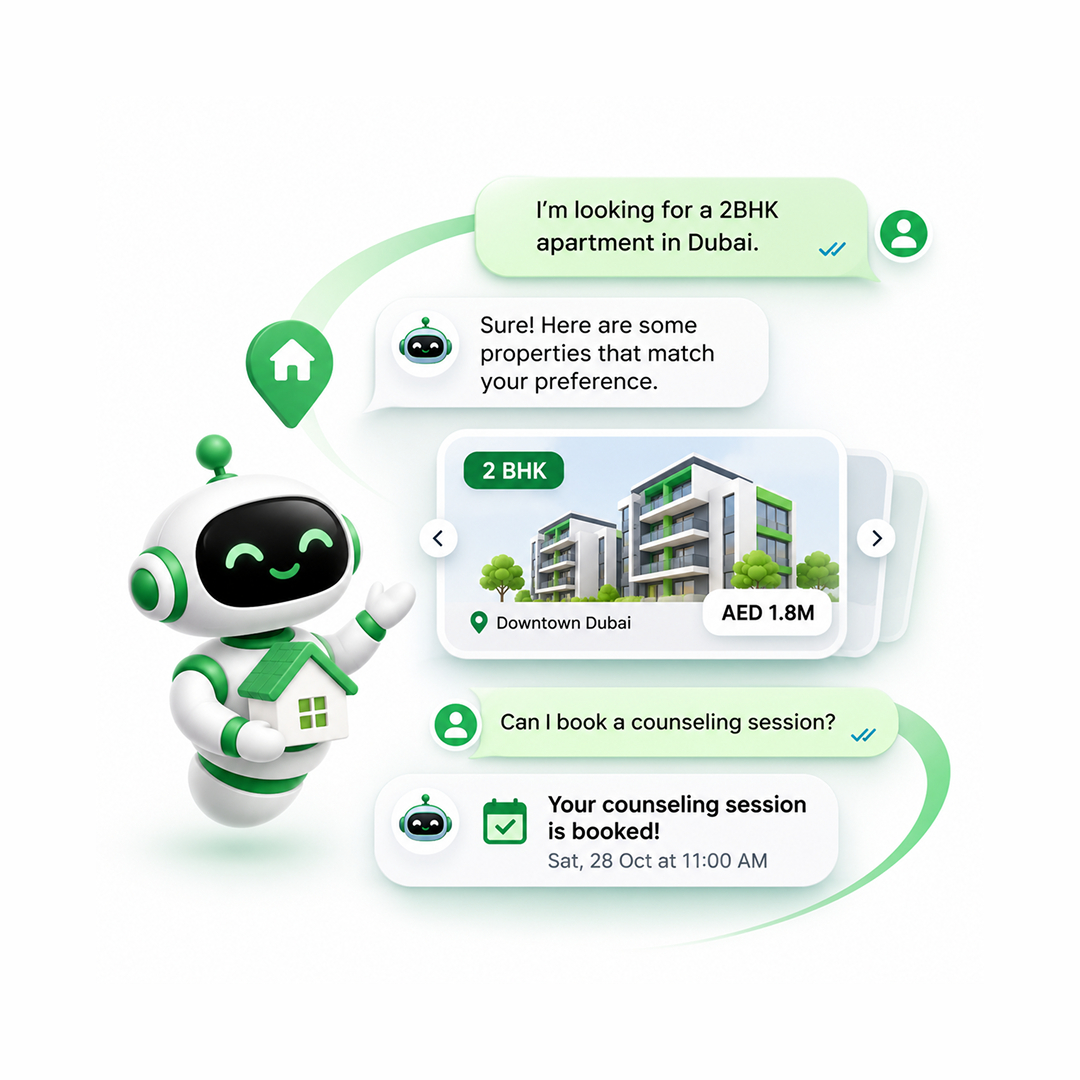 I'm looking for a 2BHK
apartment in Dubai.
Sure! Here are some
properties that match
your preference.
2 BHK
Downtown Dubai
AED 1.8M
Can I book a counseling session?
Your counseling session
is booked!
Sat, 28 Oct at 11:00 AM